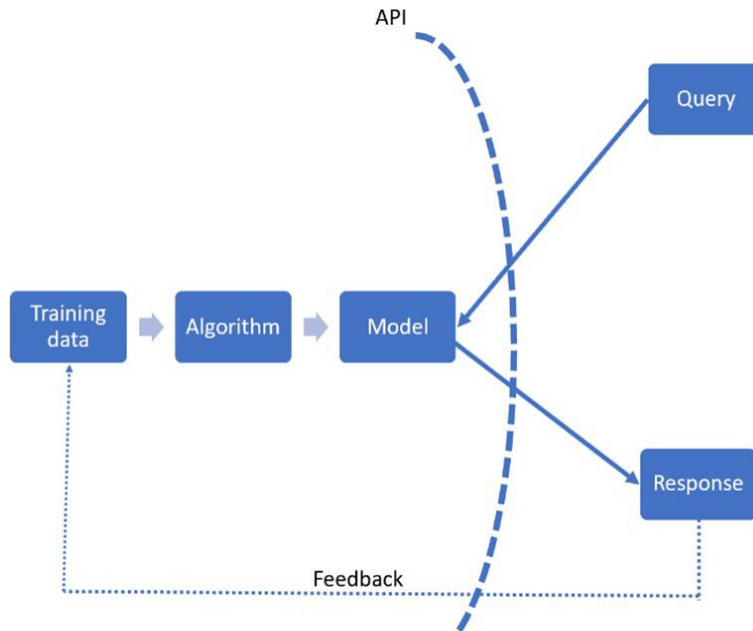 API
Query
Training
data
Algorithm
Model
Response
Feedback